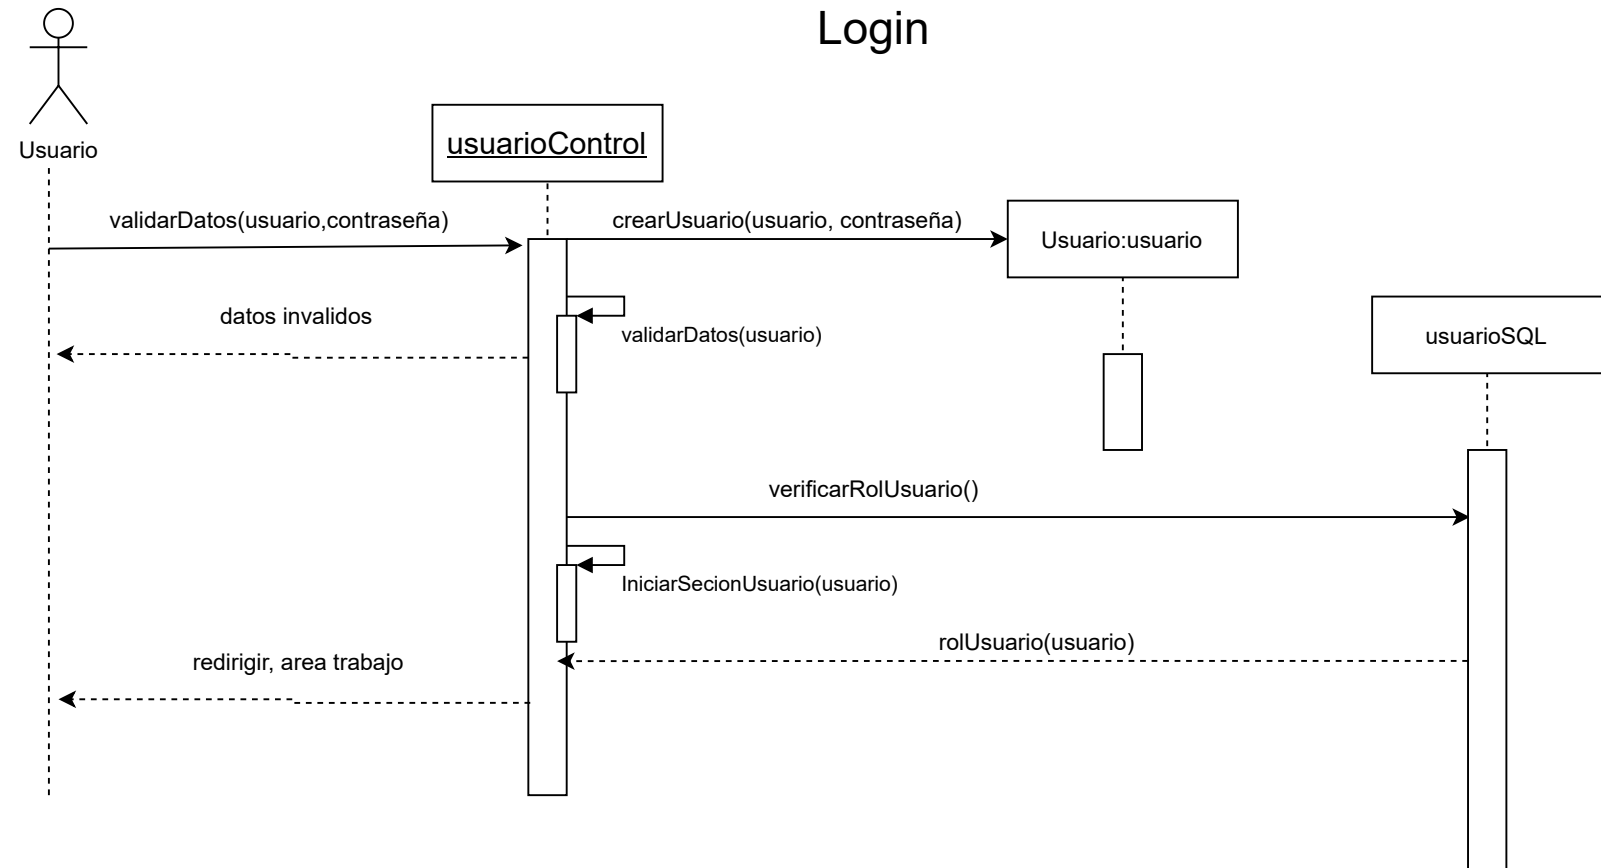 Login
Usuario
usuarioControl
validarDatos(usuario,contraseña)
crearUsuario(usuario, contraseña)
Usuario:usuario
datos invalidos
validarDatos(usuario)
usuarioSQL
verificarRolUsuario()
IniciarSecionUsuario(usuario)
rolUsuario(usuario)
redirigir, area trabajo